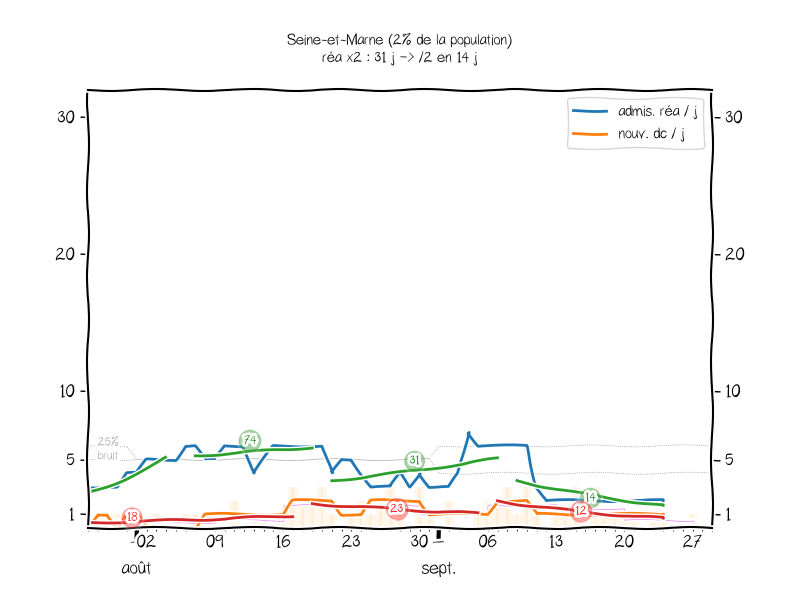 Seine-et-Marne (2% de la population)
réa x2 : 31 j -> /2 en 14 j
admis. réa / j
nouv. dc / j
30 30
20 20
10 10
5 5
1 1
25%
bruit
74
31
14
18
23
12
02 09 16 23 30 06 13 20 27
août sept.